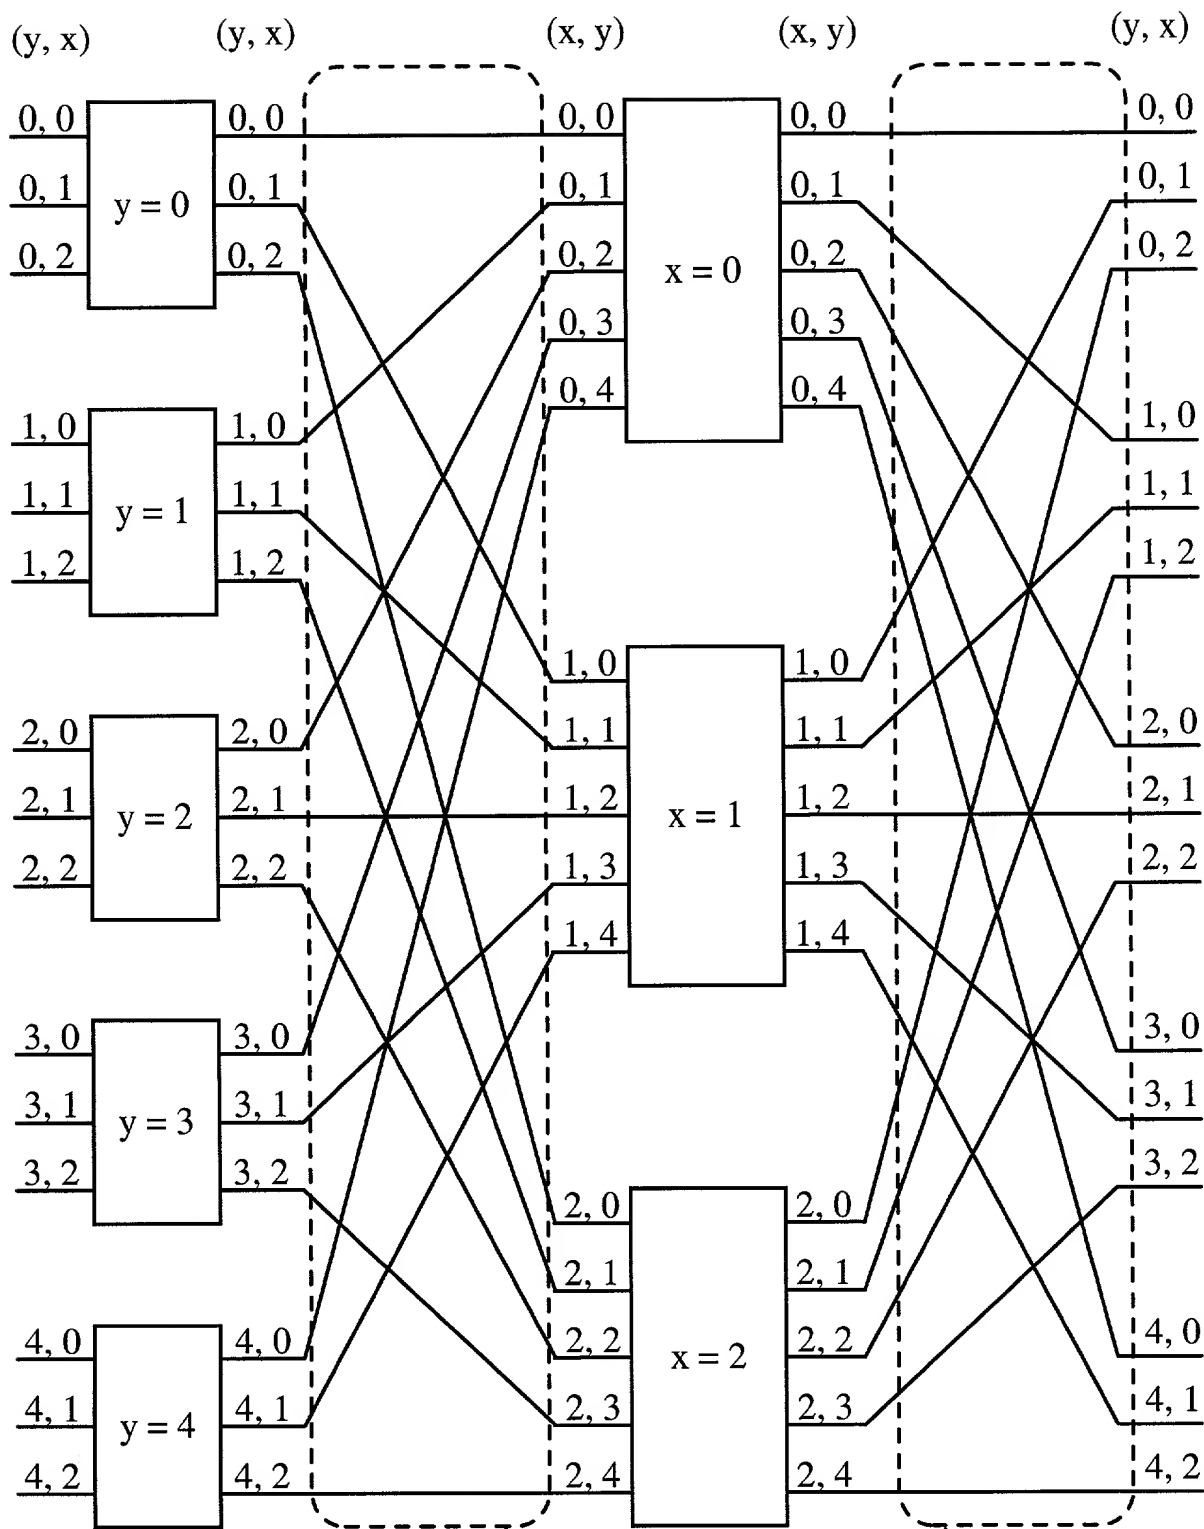 (y, x) (y, x) (x, y) (x, y) (y, x)
0, 0 0, 0 0, 0 0, 0 0, 0
0, 1 y = 0 0, 1 0, 1 0, 1 0, 1
0, 2 0, 2 0, 2 x = 0 0, 2 0, 2
0, 3 0, 3
0, 4 0, 4
1, 0 1, 0 1, 0
1, 1 y = 1 1, 1 1, 1
1, 2 1, 2 1, 2
1, 0 1, 0
2, 0 2, 0 1, 1 1, 1 2, 0
2, 1 y = 2 2, 1 1, 2 x = 1 1, 2 2, 1
2, 2 2, 2 1, 3 1, 3 2, 2
1, 4 1, 4
3, 0 3, 0 3, 0
3, 1 y = 3 3, 1 3, 1
3, 2 3, 2 3, 2
2, 0 2, 0
2, 1 2, 1
4, 0 4, 0 2, 2 x = 2 2, 2 4, 0
4, 1 y = 4 4, 1 2, 3 2, 3 4, 1
4, 2 4, 2 2, 4 2, 4 4, 2